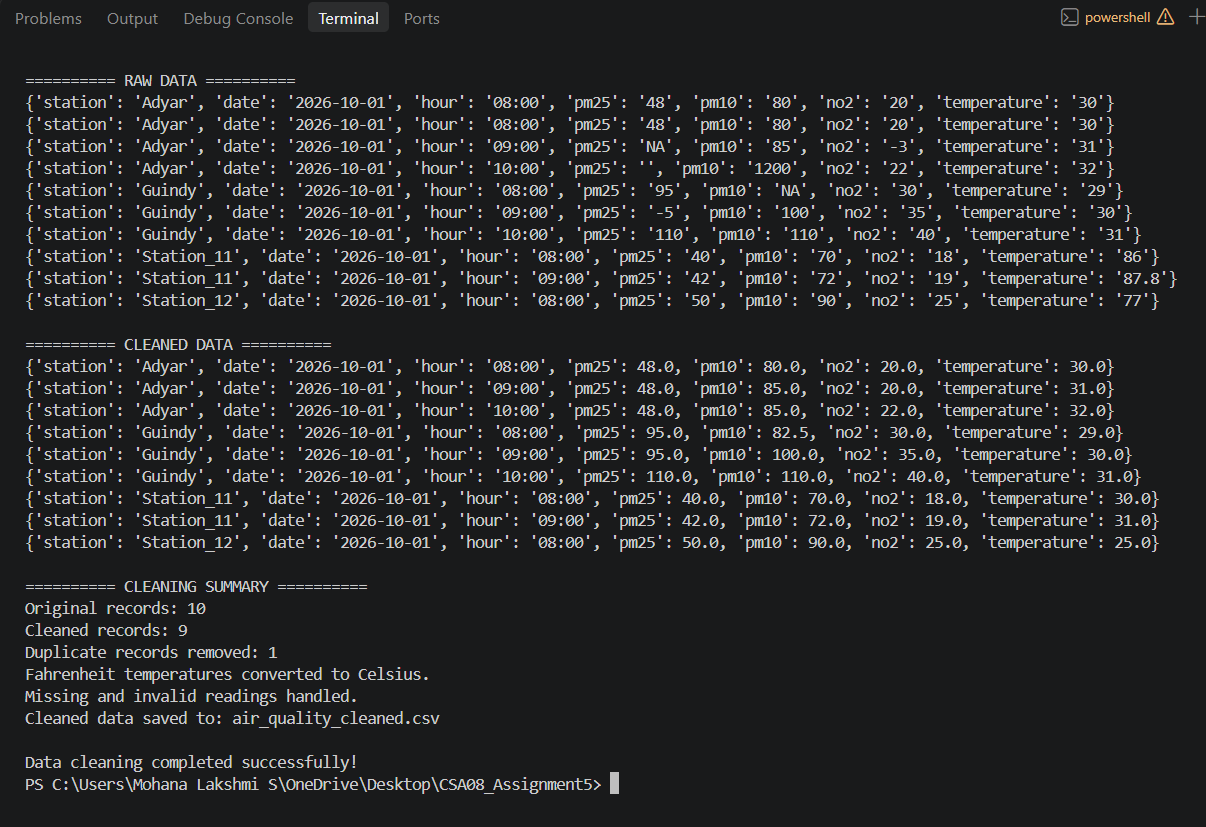 Problems Output Debug Console Terminal Ports powershell
========== RAW DATA ==========
{'station': 'Adyar', 'date': '2026-10-01', 'hour': '08:00', 'pm25': '48', 'pm10': '80', 'no2': '20', 'temperature': '30'}
{'station': 'Adyar', 'date': '2026-10-01', 'hour': '08:00', 'pm25': '48', 'pm10': '80', 'no2': '20', 'temperature': '30'}
{'station': 'Adyar', 'date': '2026-10-01', 'hour': '09:00', 'pm25': 'NA', 'pm10': '85', 'no2': '-3', 'temperature': '31'}
{'station': 'Adyar', 'date': '2026-10-01', 'hour': '10:00', 'pm25': '', 'pm10': '1200', 'no2': '22', 'temperature': '32'}
{'station': 'Guindy', 'date': '2026-10-01', 'hour': '08:00', 'pm25': '95', 'pm10': 'NA', 'no2': '30', 'temperature': '29'}
{'station': 'Guindy', 'date': '2026-10-01', 'hour': '09:00', 'pm25': '-5', 'pm10': '100', 'no2': '35', 'temperature': '30'}
{'station': 'Guindy', 'date': '2026-10-01', 'hour': '10:00', 'pm25': '110', 'pm10': '110', 'no2': '40', 'temperature': '31'}
{'station': 'Station_11', 'date': '2026-10-01', 'hour': '08:00', 'pm25': '40', 'pm10': '70', 'no2': '18', 'temperature': '86'}
{'station': 'Station_11', 'date': '2026-10-01', 'hour': '09:00', 'pm25': '42', 'pm10': '72', 'no2': '19', 'temperature': '87.8'}
{'station': 'Station_12', 'date': '2026-10-01', 'hour': '08:00', 'pm25': '50', 'pm10': '90', 'no2': '25', 'temperature': '77'}
========== CLEANED DATA ==========
{'station': 'Adyar', 'date': '2026-10-01', 'hour': '08:00', 'pm25': 48.0, 'pm10': 80.0, 'no2': 20.0, 'temperature': 30.0}
{'station': 'Adyar', 'date': '2026-10-01', 'hour': '09:00', 'pm25': 48.0, 'pm10': 85.0, 'no2': 20.0, 'temperature': 31.0}
{'station': 'Adyar', 'date': '2026-10-01', 'hour': '10:00', 'pm25': 48.0, 'pm10': 85.0, 'no2': 22.0, 'temperature': 32.0}
{'station': 'Guindy', 'date': '2026-10-01', 'hour': '08:00', 'pm25': 95.0, 'pm10': 82.5, 'no2': 30.0, 'temperature': 29.0}
{'station': 'Guindy', 'date': '2026-10-01', 'hour': '09:00', 'pm25': 95.0, 'pm10': 100.0, 'no2': 35.0, 'temperature': 30.0}
{'station': 'Guindy', 'date': '2026-10-01', 'hour': '10:00', 'pm25': 110.0, 'pm10': 110.0, 'no2': 40.0, 'temperature': 31.0}
{'station': 'Station_11', 'date': '2026-10-01', 'hour': '08:00', 'pm25': 40.0, 'pm10': 70.0, 'no2': 18.0, 'temperature': 30.0}
{'station': 'Station_11', 'date': '2026-10-01', 'hour': '09:00', 'pm25': 42.0, 'pm10': 72.0, 'no2': 19.0, 'temperature': 31.0}
{'station': 'Station_12', 'date': '2026-10-01', 'hour': '08:00', 'pm25': 50.0, 'pm10': 90.0, 'no2': 25.0, 'temperature': 25.0}
========== CLEANING SUMMARY ==========
Original records: 10
Cleaned records: 9
Duplicate records removed: 1
Fahrenheit temperatures converted to Celsius.
Missing and invalid readings handled.
Cleaned data saved to: air_quality_cleaned.csv
Data cleaning completed successfully!
PS C:\Users\Mohana Lakshmi S\OneDrive\Desktop\CSA08_Assignment5>